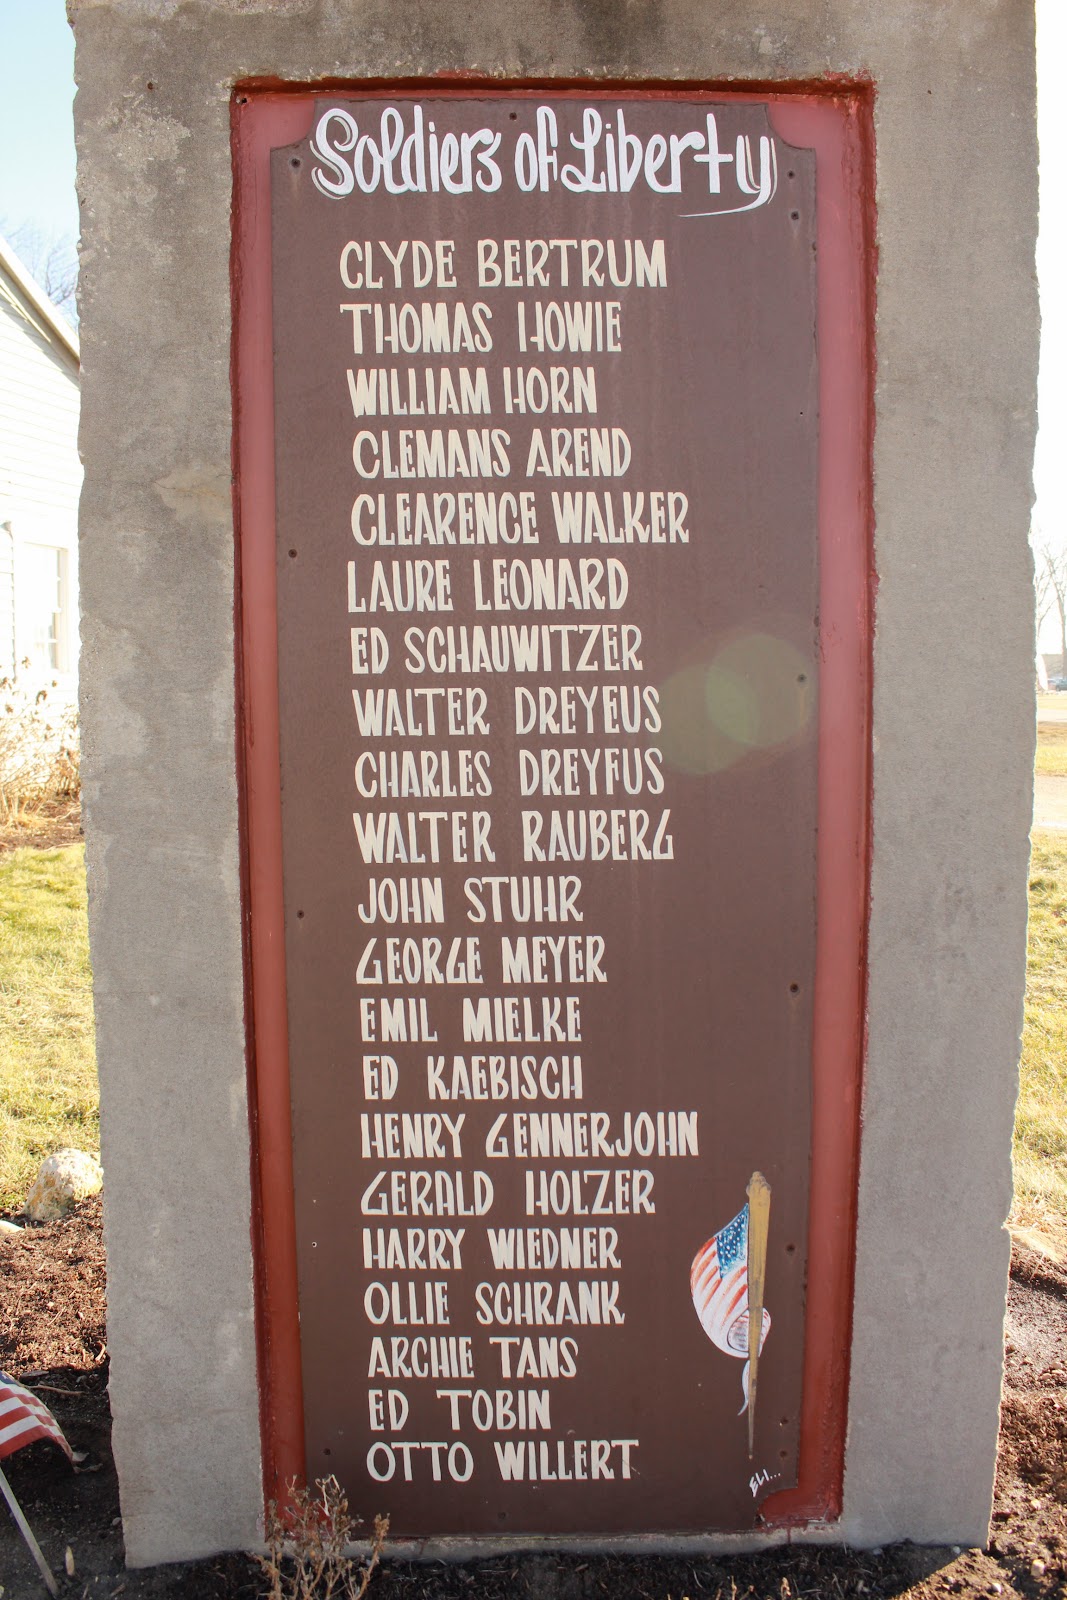 Soldiers of Liberty
CLYDE BERTRUM
THOMAS HOWIE
WILLIAM HORN
CLEMANS AREND
CLEARENCE WALKER
LAURE LEONARD
ED SCHAUWITZER
WALTER DREYEUS
CHARLES DREYFUS
WALTER RAUBERG
JOHN STUHR
GEORGE MEYER
EMIL MIELKE
ED KAEBISCH
HENRY GENNERJOHN
GERALD HOLZER
HARRY WIEDNER
OLLIE SCHRANK
ARCHIE TANS
ED TOBIN
OTTO WILLERT
ELI...